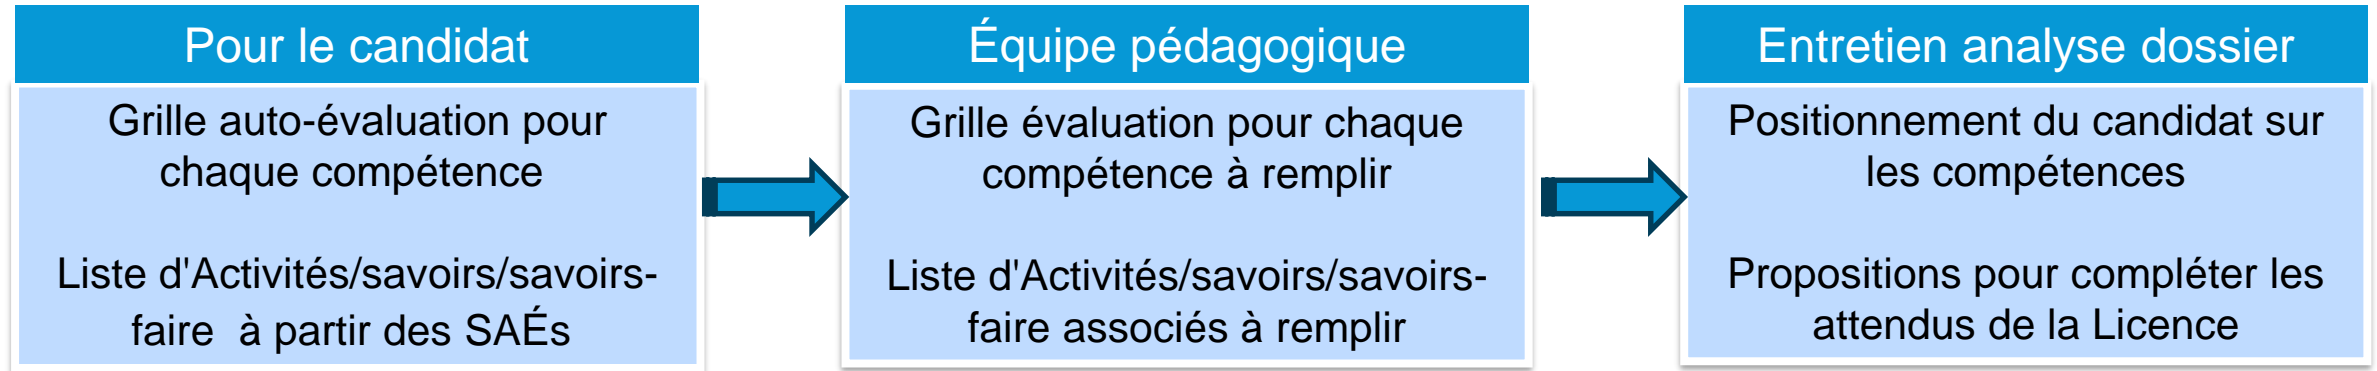 Pour le candidat
Grille auto-évaluation pour
chaque compétence
Liste d'Activités/savoirs/savoirs-
faire à partir des SAÉs
Équipe pédagogique
Grille évaluation pour chaque
compétence à remplir
Liste d'Activités/savoirs/savoirs-
faire associés à remplir
Entretien analyse dossier
Positionnement du candidat sur
les compétences
Propositions pour compléter les
attendus de la Licence